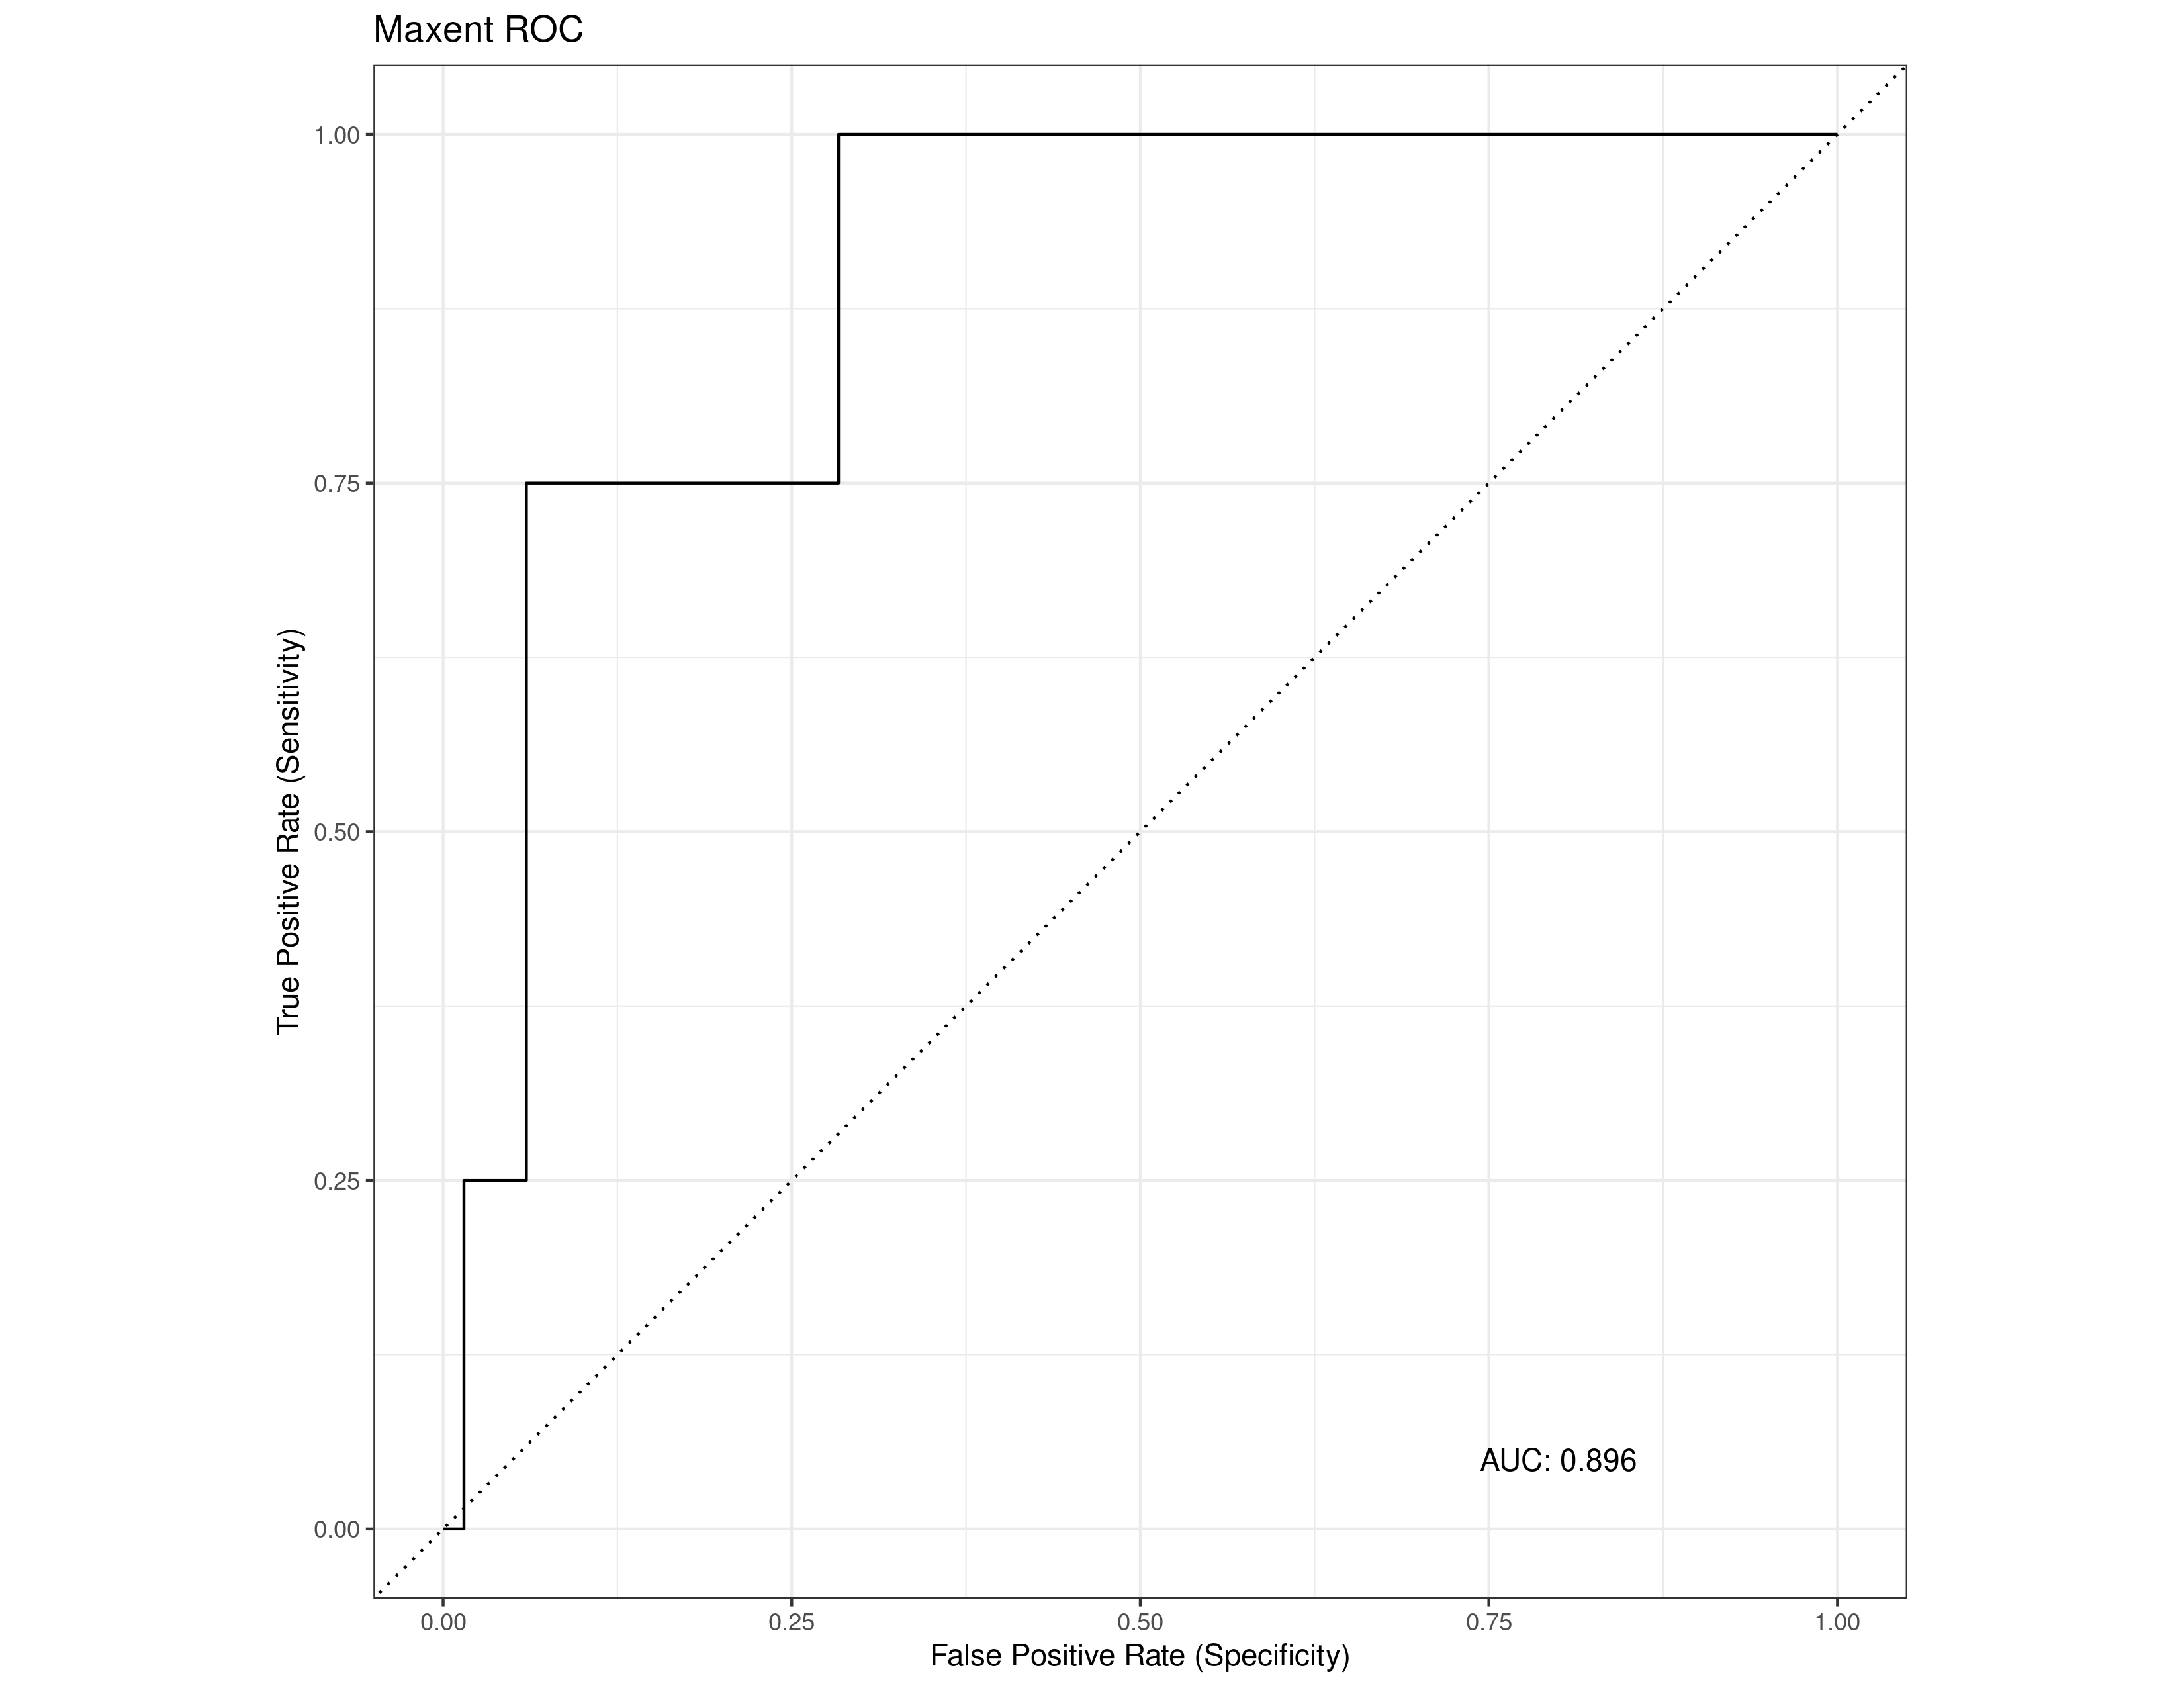 Maxent ROC
True Positive Rate (Sensitivity)
1.00
0.75
0.50
0.25
0.00
AUC: 0.896
0.00 0.25 0.50 0.75 1.00
False Positive Rate (Specificity)